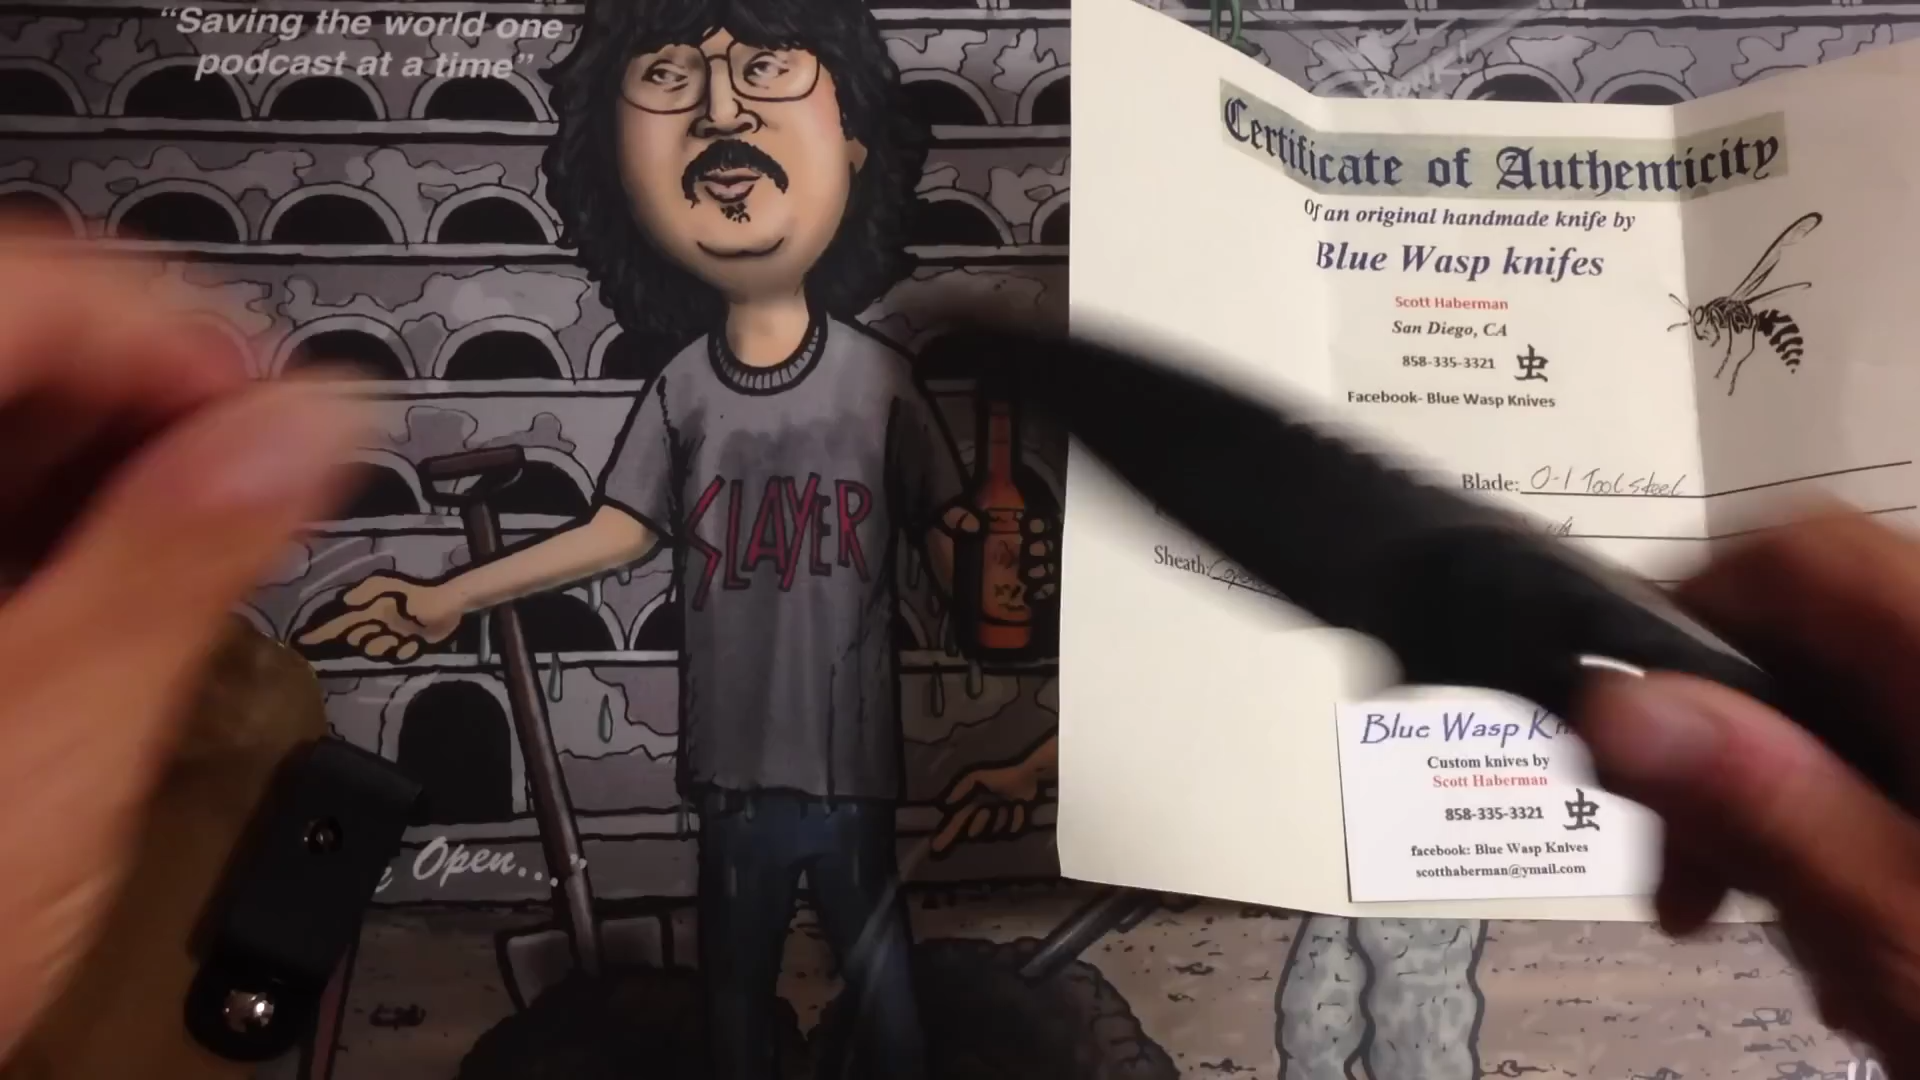 “Saving the world one
podcast at a time”
SLAYER
Open...”
Certificate of Authenticity
Of an original handmade knife by
Blue Wasp knifes
Scott Haberman
San Diego, CA
858-335-3321 虫
Facebook- Blue Wasp Knives
Blade: O-1 Tool steel
Sheath:
Blue Wasp
Custom knives by
Scott Haberman
858-335-3321 虫
facebook: Blue Wasp Knives
scotthaberman@ymail.com